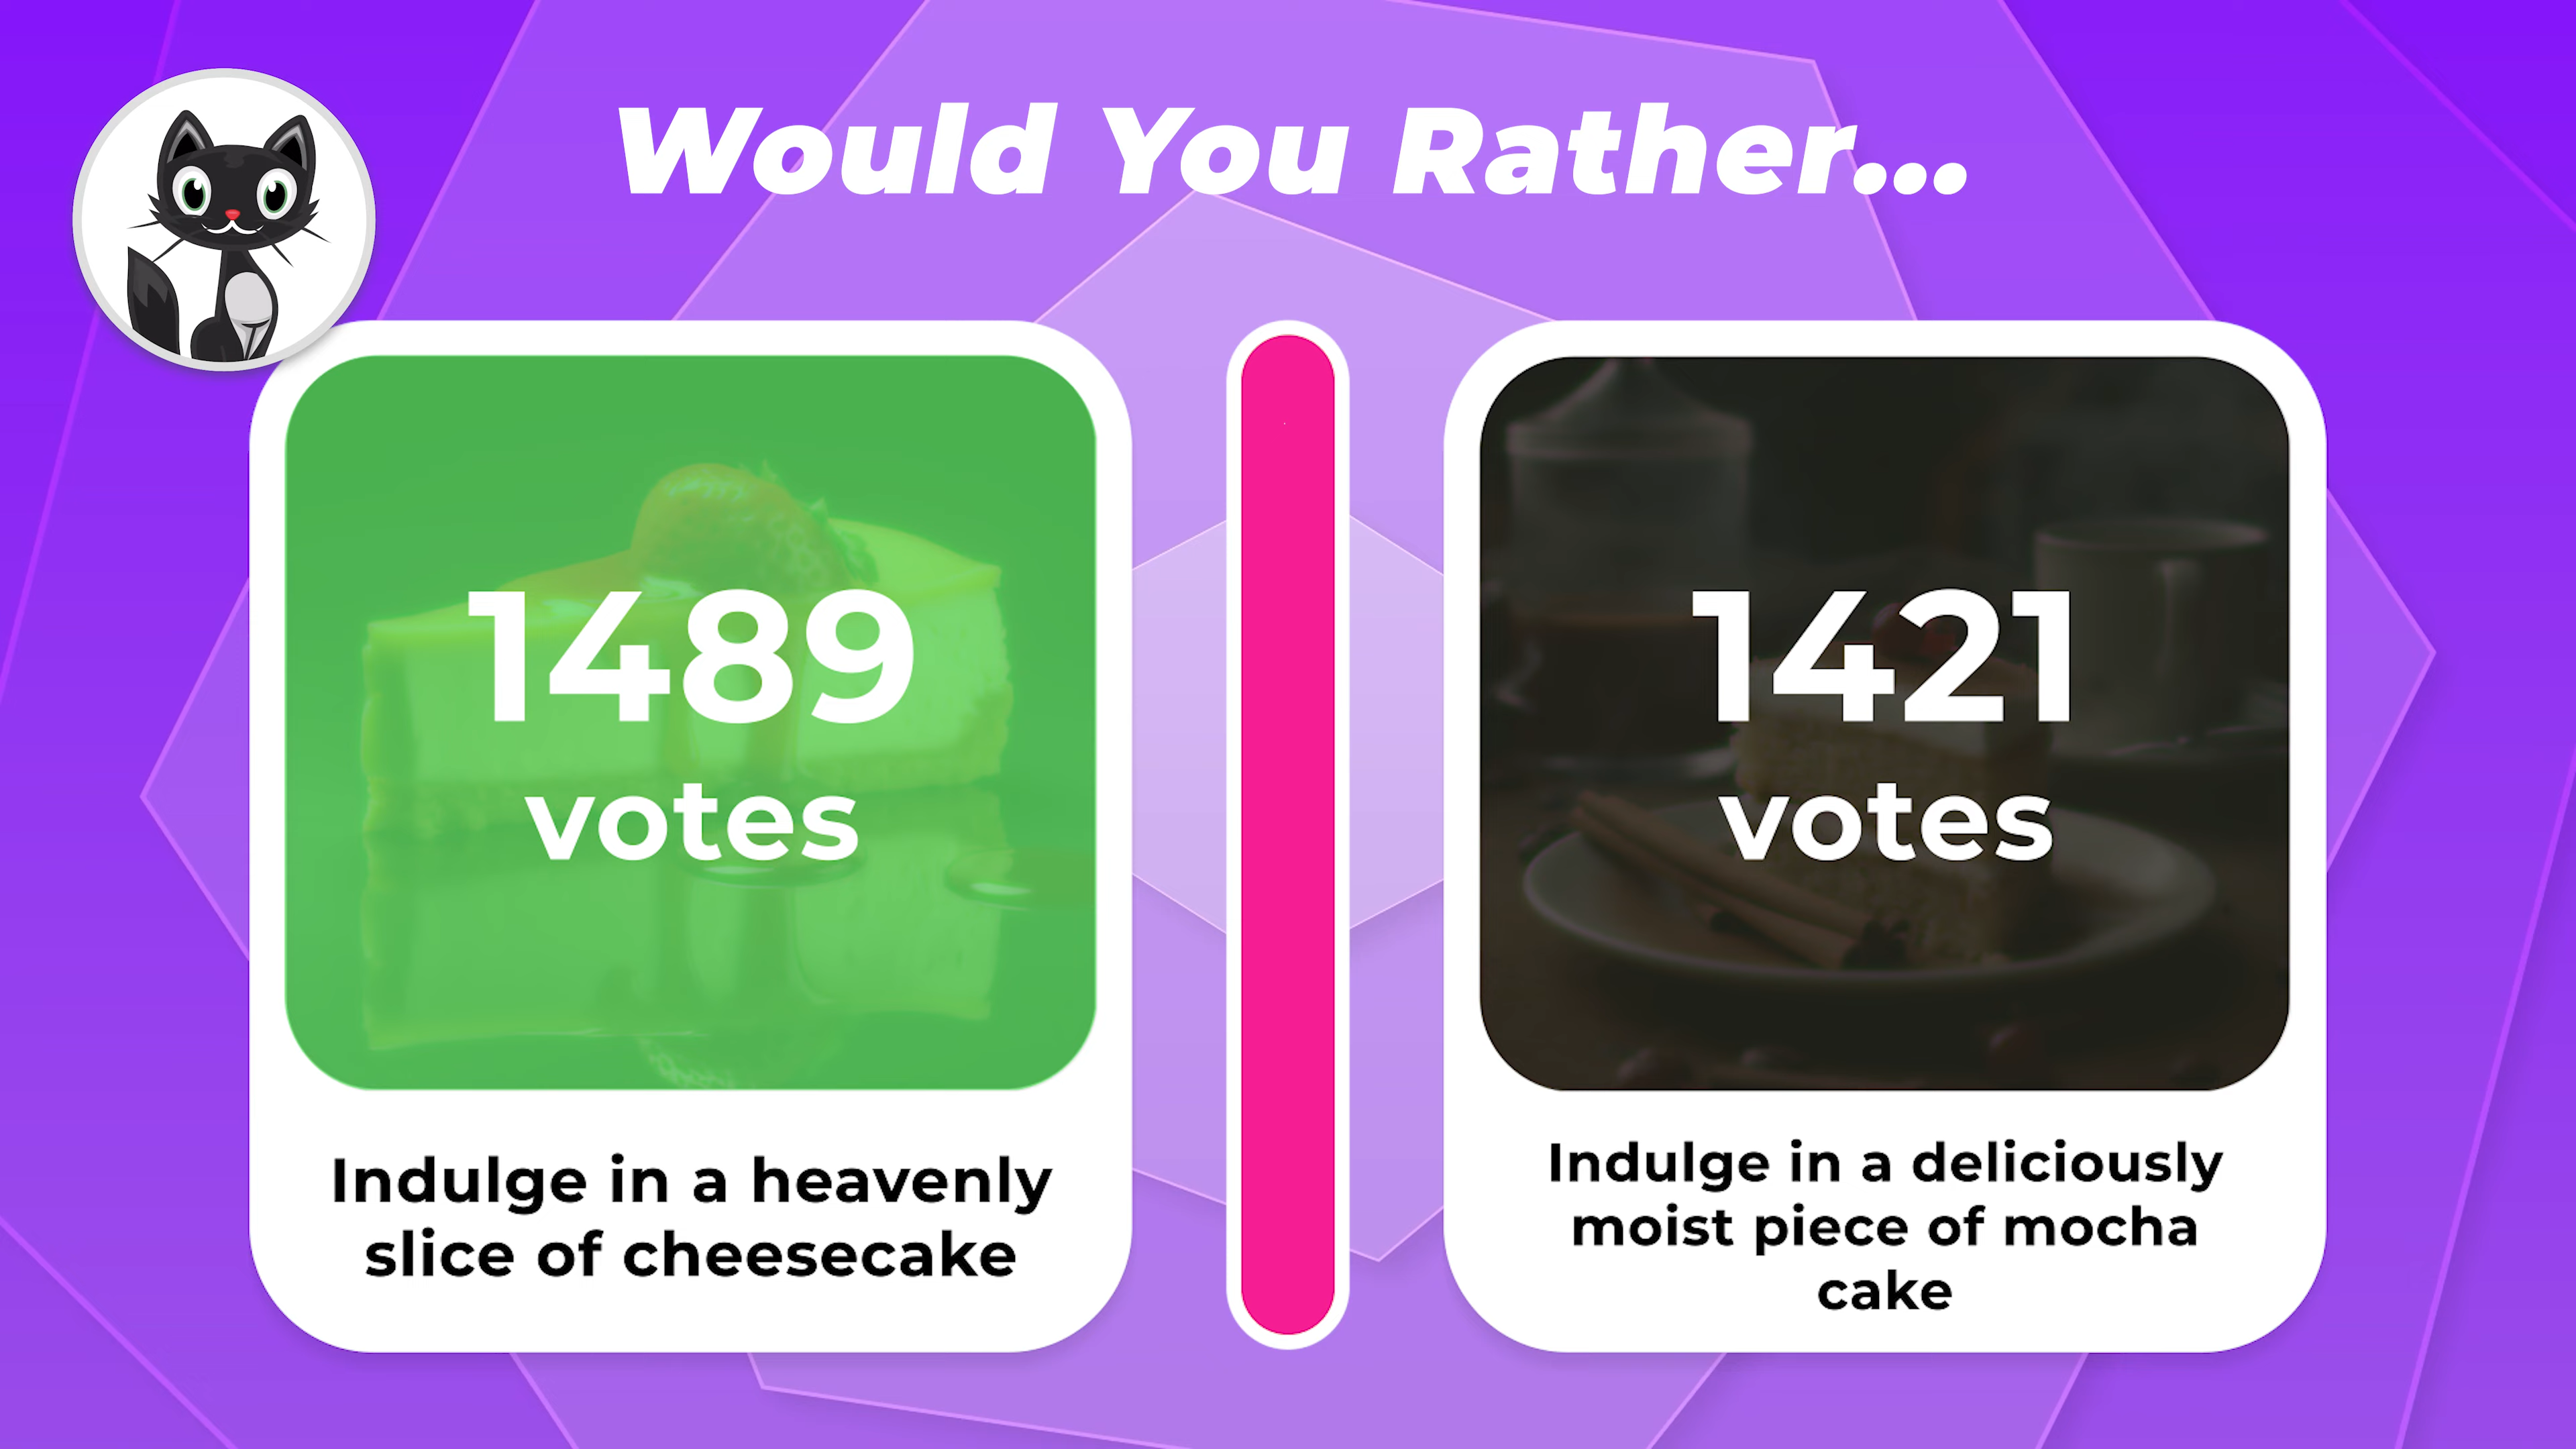 Would You Rather...
1489
votes
Indulge in a heavenly
slice of cheesecake
1421
votes
Indulge in a deliciously
moist piece of mocha
cake